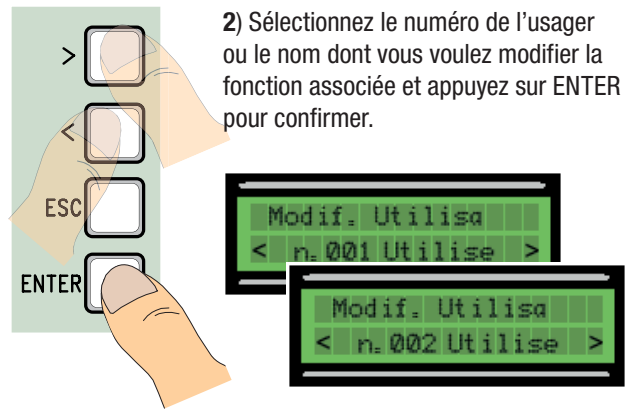 2) Sélectionnez le numéro de l’usager
ou le nom dont vous voulez modifier la
fonction associée et appuyez sur ENTER
pour confirmer.
>
<
ESC
ENTER
Modif. Utilisa
< n.001 Utilise >
Modif. Utilisa
< n.002 Utilise >